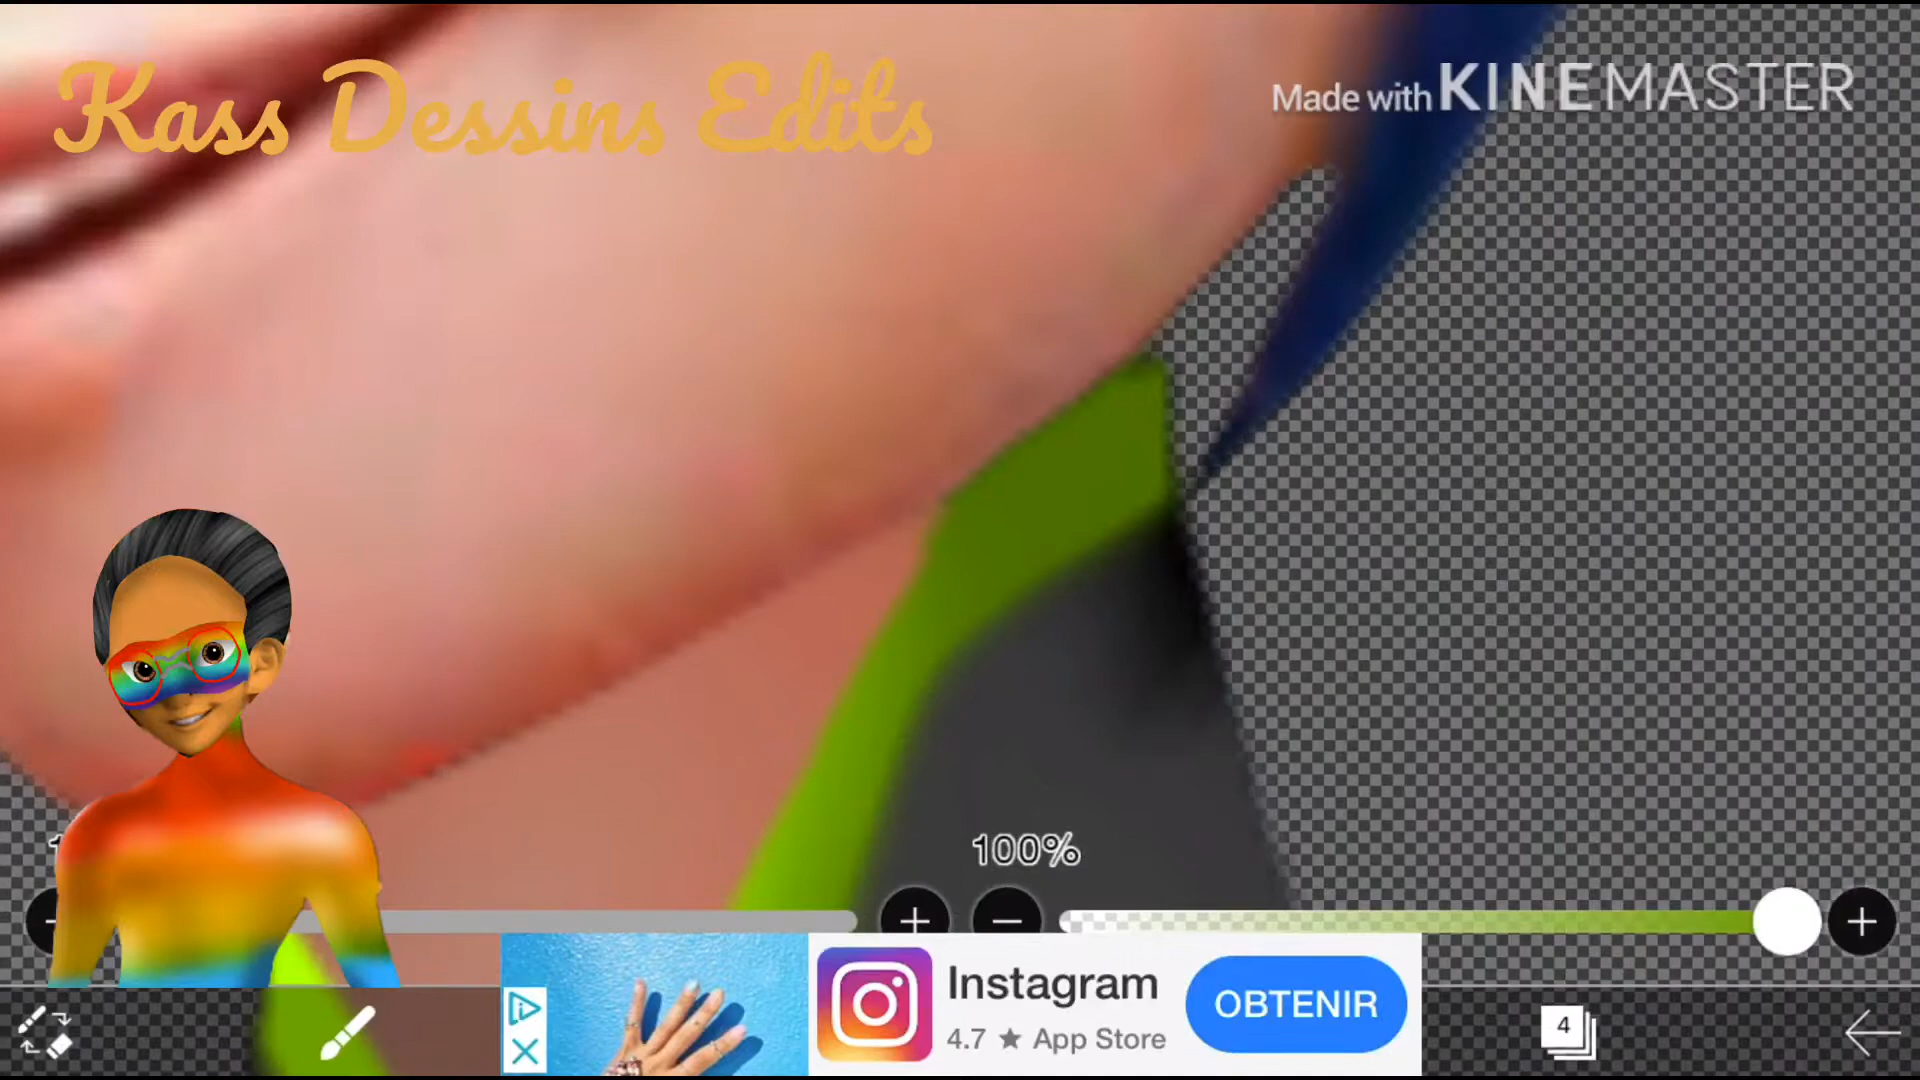 Kass Dessins Edits
Made with KINEMASTER
100%
Instagram
4.7 ★ App Store
OBTENIR
4